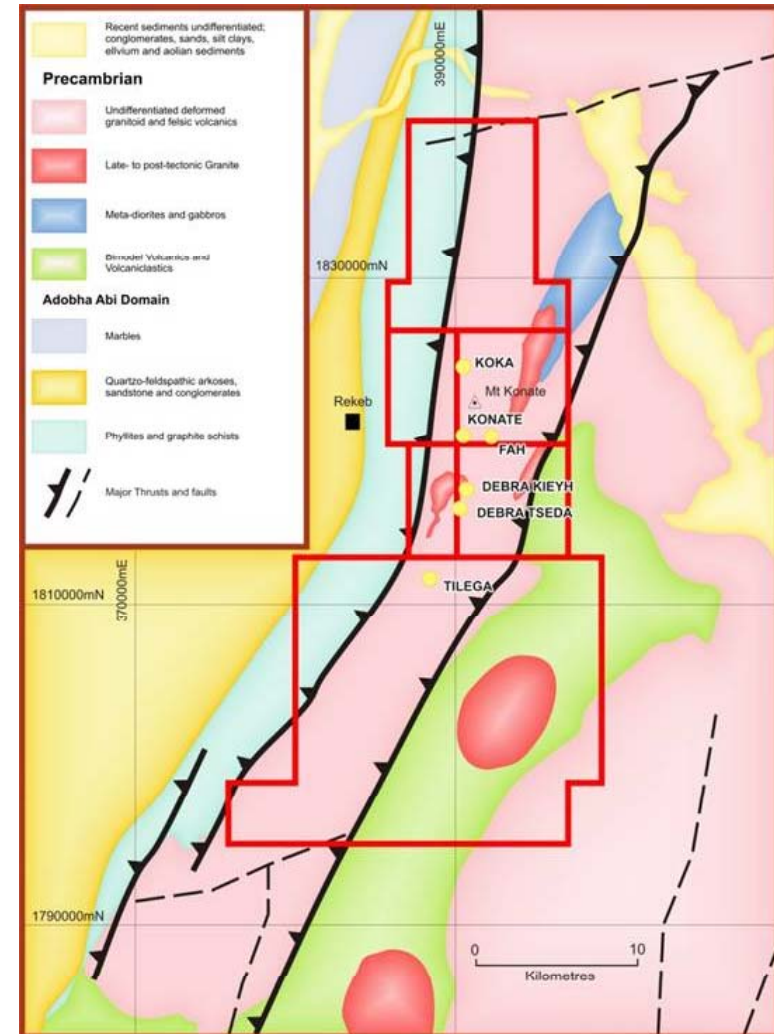 Recent sediments undifferentiated;
conglomerates, sands, silt clays,
ellvium and aolian sediments
Precambrian
Undifferentiated deformed
granitoid and felsic volcanics
Late- to post-tectonic Granite
Meta-diorites and gabbros
Bimodel Volcanics and
Volcaniclastics
Adobha Abi Domain
Marbles
Quartzo-feldspathic arkoses,
sandstone and conglomerates
Phyllites and graphite schists
Major Thrusts and faults
390000mE
1830000mN
KOKA
Mt Konate
Rekeb
KONATE
FAH
DEBRA KIEYH
DEBRA TSEDA
370000mE
TILEGA
1810000mN
1790000mN
0 10
Kilometres